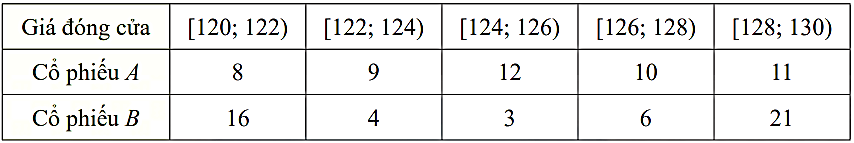 Giá đóng cửa [120; 122) [122; 124) [124; 126) [126; 128) [128; 130)
Cổ phiếu A 8 9 12 10 11
Cổ phiếu B 16 4 3 6 21